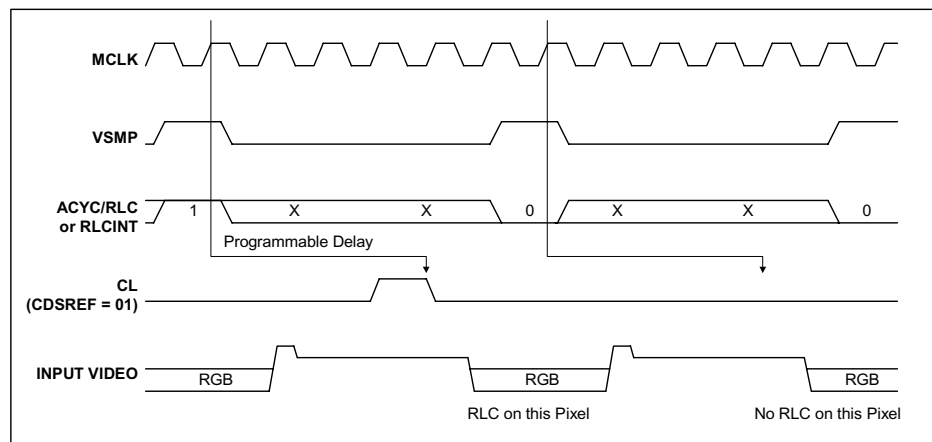 MCLK
VSMP
ACYC/RLC
or RLCINT
1 X X 0 X X 0
Programmable Delay
CL
(CDSREF = 01)
INPUT VIDEO
RGB RGB RGB
RLC on this Pixel No RLC on this Pixel